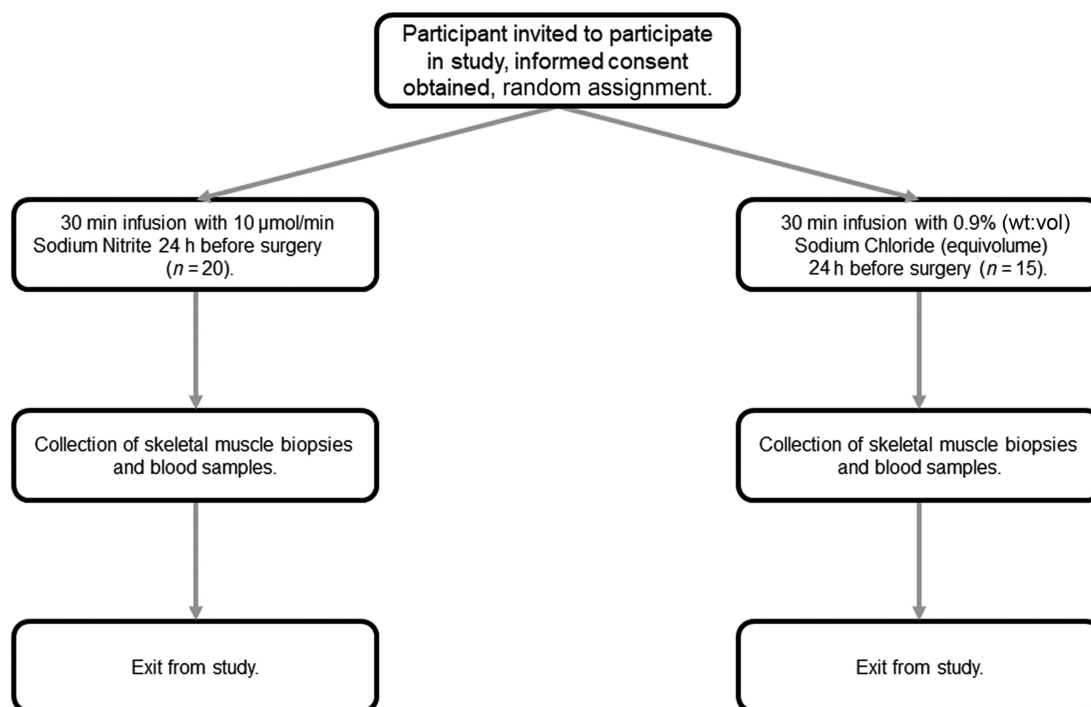 Participant invited to participate
in study, informed consent
obtained, random assignment.
30 min infusion with 10 µmol/min
Sodium Nitrite 24 h before surgery
(n = 20).
30 min infusion with 0.9% (wt:vol)
Sodium Chloride (equivolume)
24 h before surgery (n = 15).
Collection of skeletal muscle biopsies
and blood samples.
Collection of skeletal muscle biopsies
and blood samples.
Exit from study.
Exit from study.